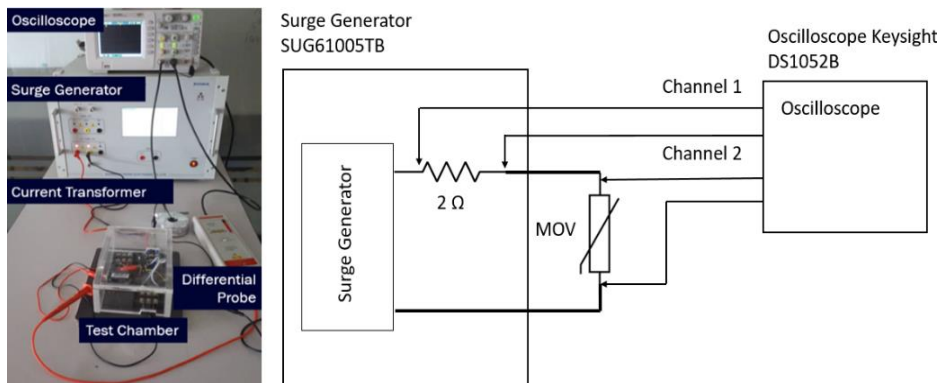 Oscilloscope
Surge Generator
Current Transformer
Differential
Probe
Test Chamber
Surge Generator
SUG61005TB
Surge Generator
2 Ω
MOV
Channel 1
Channel 2
Oscilloscope Keysight
DS1052B
Oscilloscope